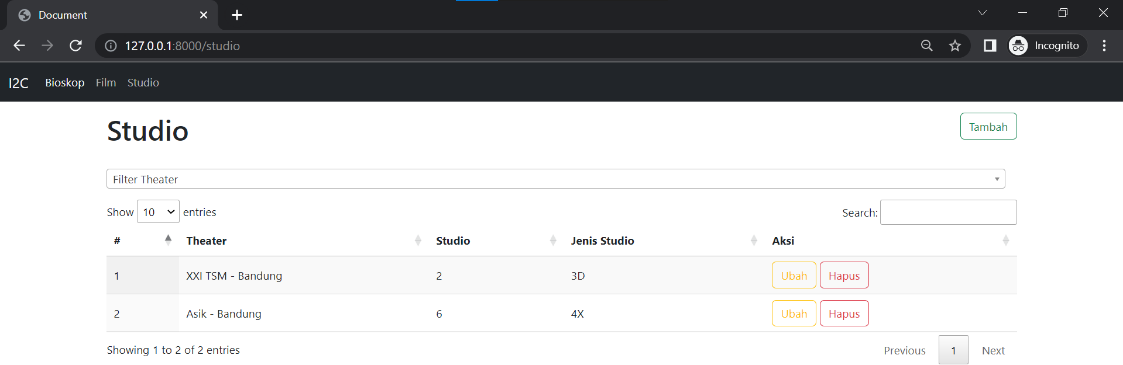 Document
127.0.0.1:8000/studio
Incognito
I2C Bioskop Film Studio
Studio
Tambah
Filter Theater
Show 10 entries
Search:
# Theater Studio Jenis Studio Aksi
1 XXI TSM - Bandung 2 3D Ubah Hapus
2 Asik - Bandung 6 4X Ubah Hapus
Showing 1 to 2 of 2 entries
Previous 1 Next